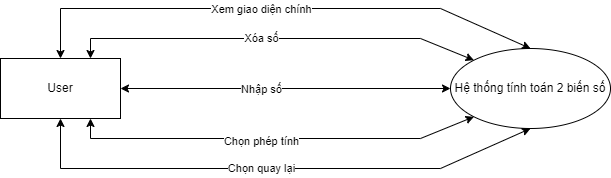 Xem giao diện chính
Xóa số
User
Nhập số
Hệ thống tính toán 2 biến số
Chọn phép tính
Chọn quay lại